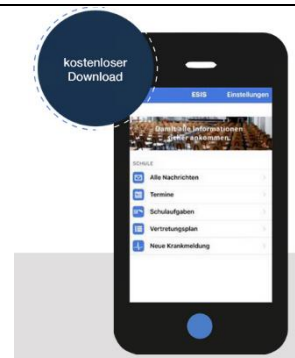 kostenloser
Download
ESIS
Einstellungen
Damit alle Informationen
sicher ankommen.
SCHULE
Alle Nachrichten
Termine
Schulaufgaben
Vertretungsplan
Neue Krankmeldung